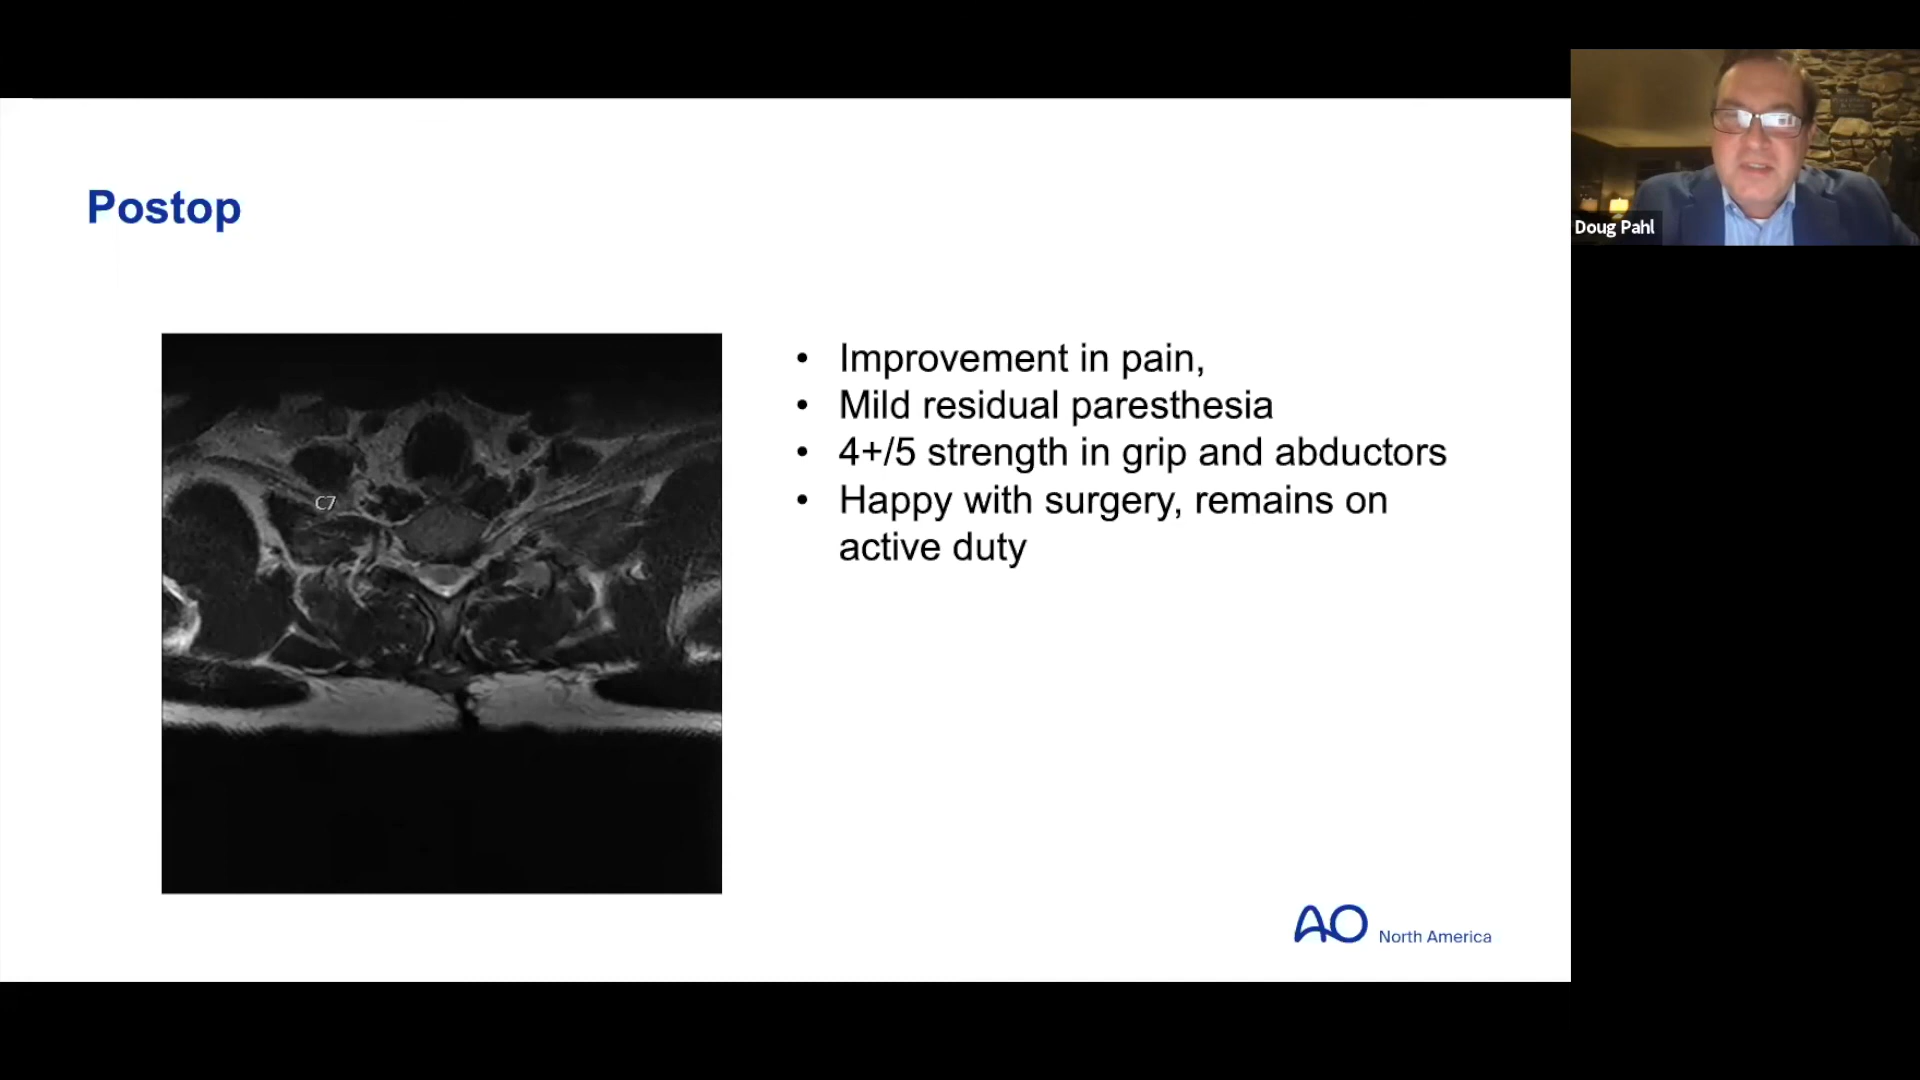 Postop
C7
• Improvement in pain,
• Mild residual paresthesia
• 4+/5 strength in grip and abductors
• Happy with surgery, remains on
active duty
AO North America
Doug Pahl